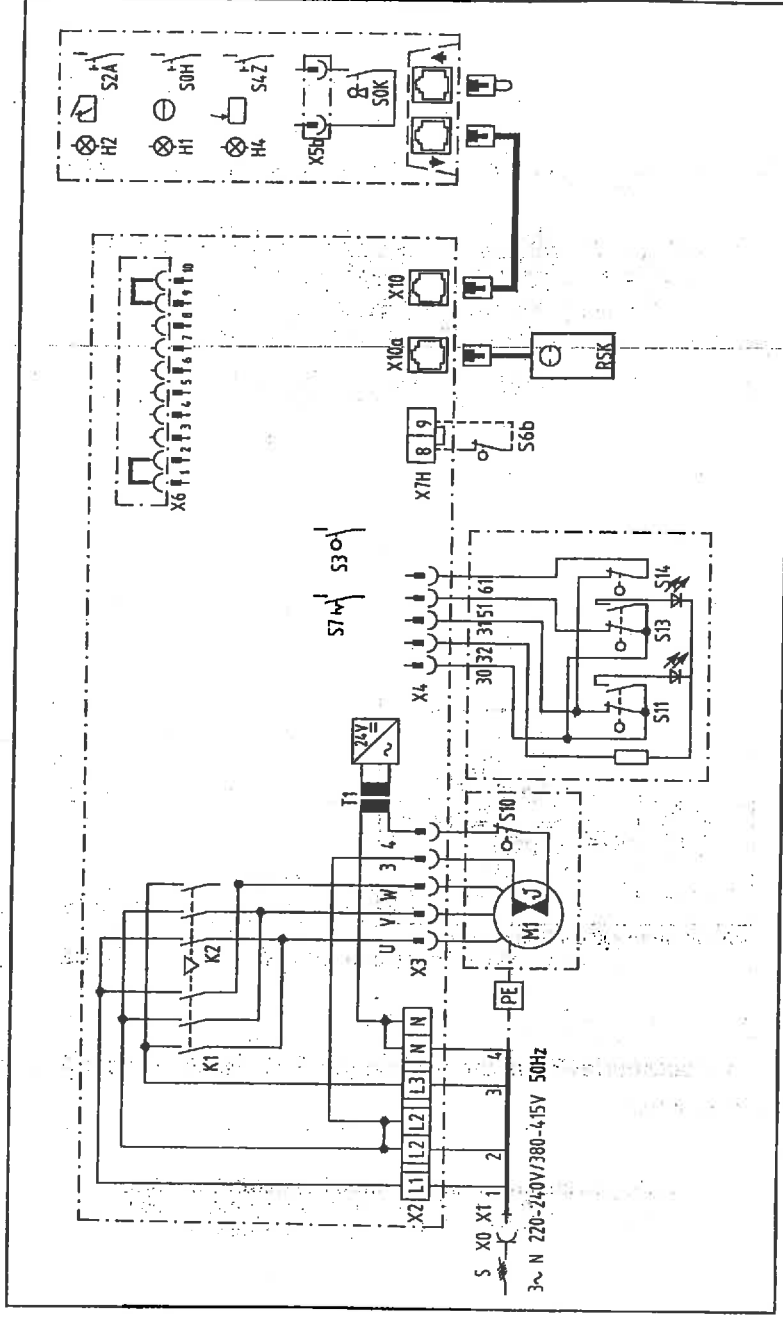 S2A
S0H
S4Z
H2
H1
H4
X5b
S0K
X6
1 2 3 4 5 6 7 8 9 10
X10
X10a
RSK
X7H
8 9
S6b
S3
S7
X4
30 32 31 51 61
S11
S13
S14
24V
T1
X3
U V W 3 4
S10
M1
PE
K1
K2
X2 L1 L2 L2 L3 N N
1 2 3 4
S X0 X1
3~ N 220-240V/380-415V 50Hz